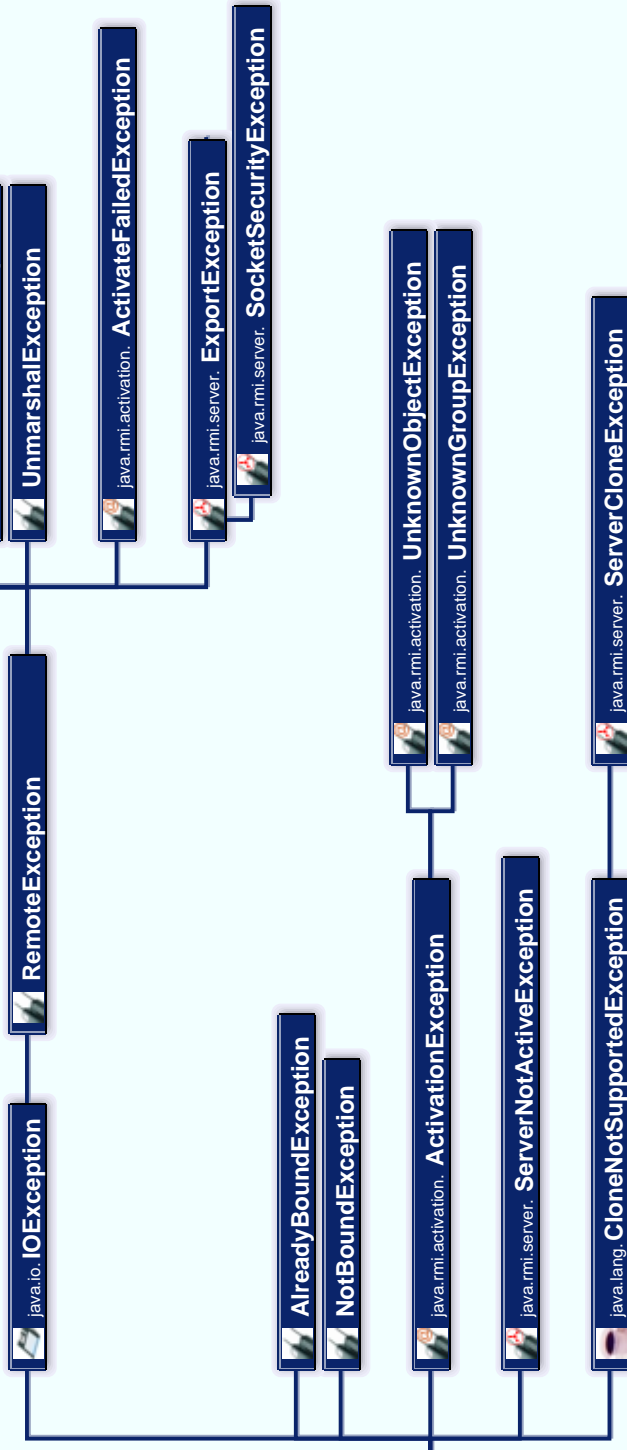 UnmarshalException
java.rmi.activation. ActivateFailedException
java.rmi.server. ExportException
java.rmi.server. SocketSecurityException
java.rmi.activation. UnknownObjectException
java.rmi.activation. UnknownGroupException
java.rmi.server. ServerCloneException
RemoteException
java.io. IOException
AlreadyBoundException
NotBoundException
java.rmi.activation. ActivationException
java.rmi.server. ServerNotActiveException
java.lang. CloneNotSupportedException